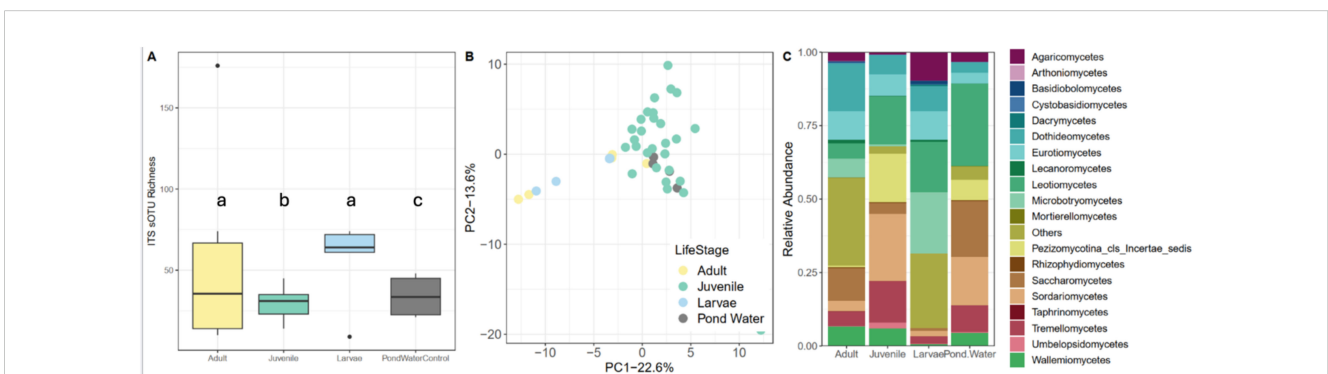 A
ITS sOTU Richness
150
100
50
a
b
a
c
Adult
Juvenile
Larvae
PondWaterControl
B
PC2-13.6%
10
0
-10
-20
LifeStage
Adult
Juvenile
Larvae
Pond Water
-10
-5
0
5
10
PC1-22.6%
C
Relative Abundance
1.00
0.75
0.50
0.25
0.00
Adult
Juvenile
Larvae
Pond.Water
Agaricomycetes
Arthoniomycetes
Basidiobolomycetes
Cystobasidiomycetes
Dacrymycetes
Dothideomycetes
Eurotiomycetes
Lecanoromycetes
Leotiomycetes
Microbotryomycetes
Mortierellomycetes
Others
Pezizomycotina_cls_Incertae_sedis
Rhizophydiomycetes
Saccharomycetes
Sordariomycetes
Taphrinomycetes
Tremellomycetes
Umbelopsidomycetes
Wallemiomycetes